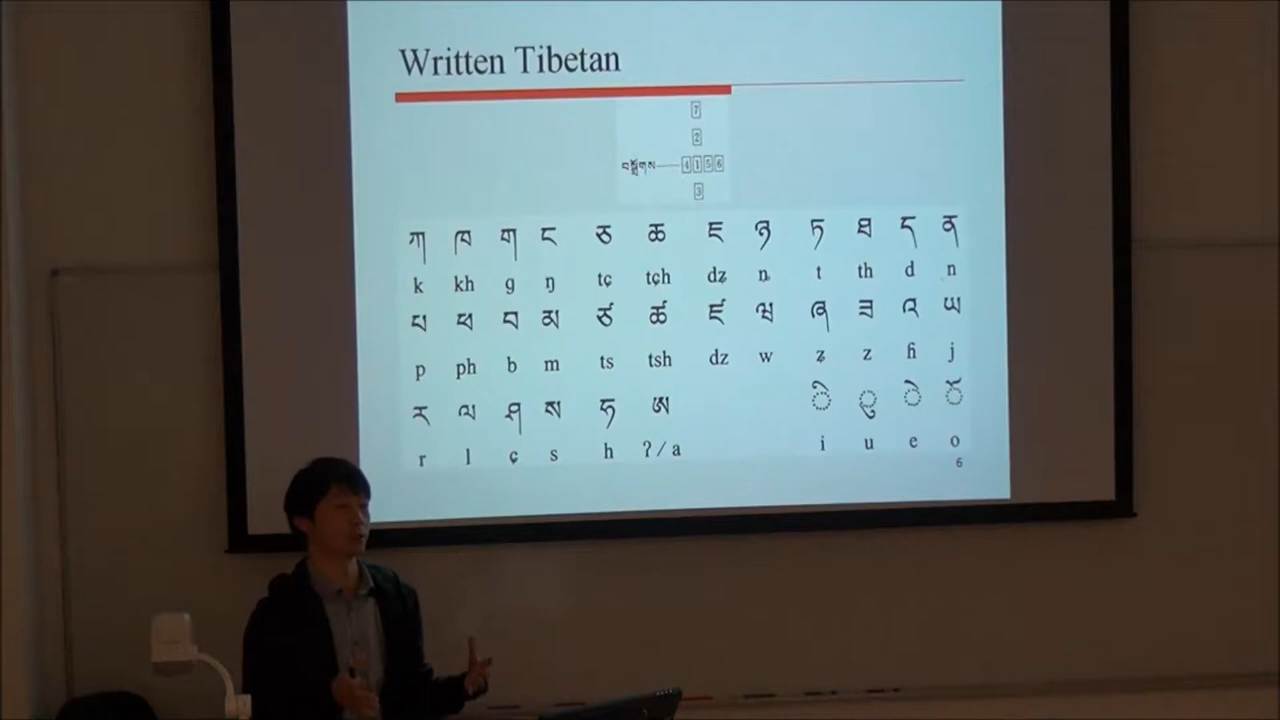 Written Tibetan
7
2
བསྒྲོགས 4 1 5 6
3
ཀ ཁ ག ང ཅ ཆ ཇ ཉ ཏ ཐ ད ན
k kh g ŋ tɕ tɕh dʑ ȵ t th d n
པ ཕ བ མ ཙ ཚ ཛ ཝ ཞ ཟ འ ཡ
p ph b m ts tsh dz w ʑ z ɦ j
ར ལ ཤ ས ཧ ཨ ི ུ ེ ོ
r l ɕ s h ʔ / a i u e o
6